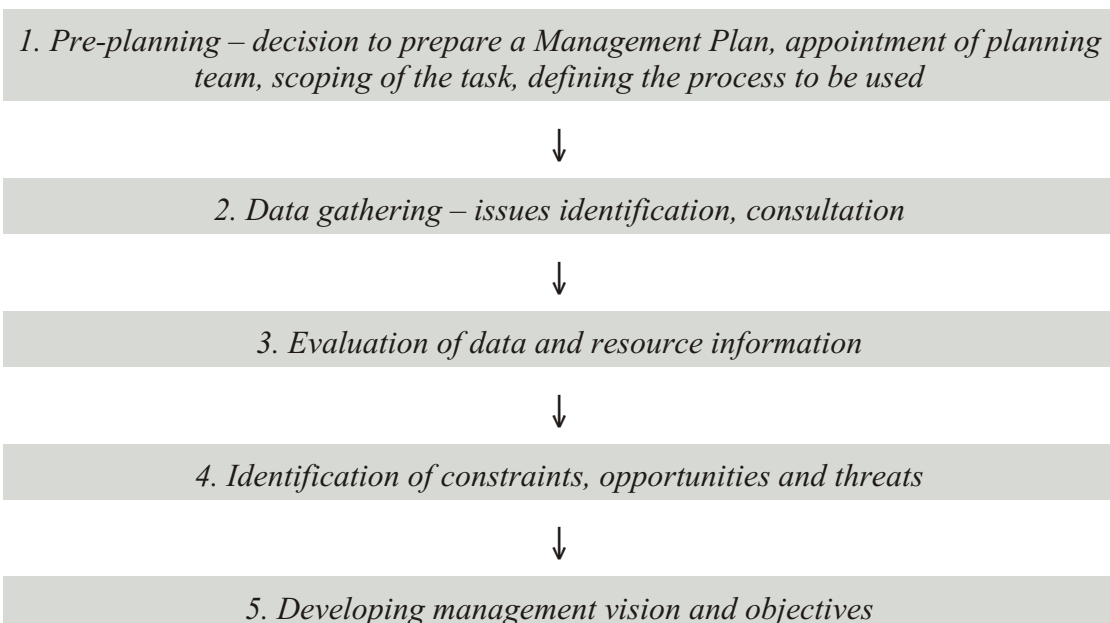 1. Pre-planning – decision to prepare a Management Plan, appointment of planning
team, scoping of the task, defining the process to be used
↓
2. Data gathering – issues identification, consultation
↓
3. Evaluation of data and resource information
↓
4. Identification of constraints, opportunities and threats
↓
5. Developing management vision and objectives